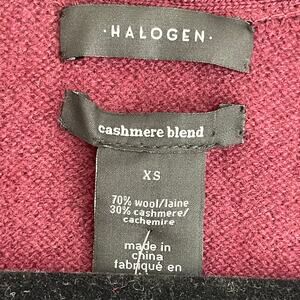 ·HALOGEN·
cashmere blend
XS
70% wool/laine
30% cashmere/
cachemire
made in
china
fabriqué en